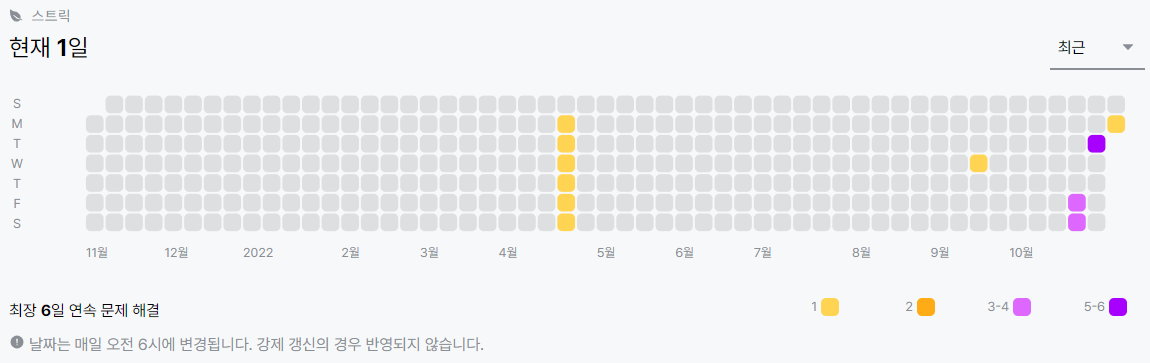 스트릭
현재 1일
최근
S
M
T
W
T
F
S
11월 12월 2022 2월 3월 4월 5월 6월 7월 8월 9월 10월
최장 6일 연속 문제 해결
1 2 3-4 5-6
날짜는 매일 오전 6시에 변경됩니다. 강제 갱신의 경우 반영되지 않습니다.